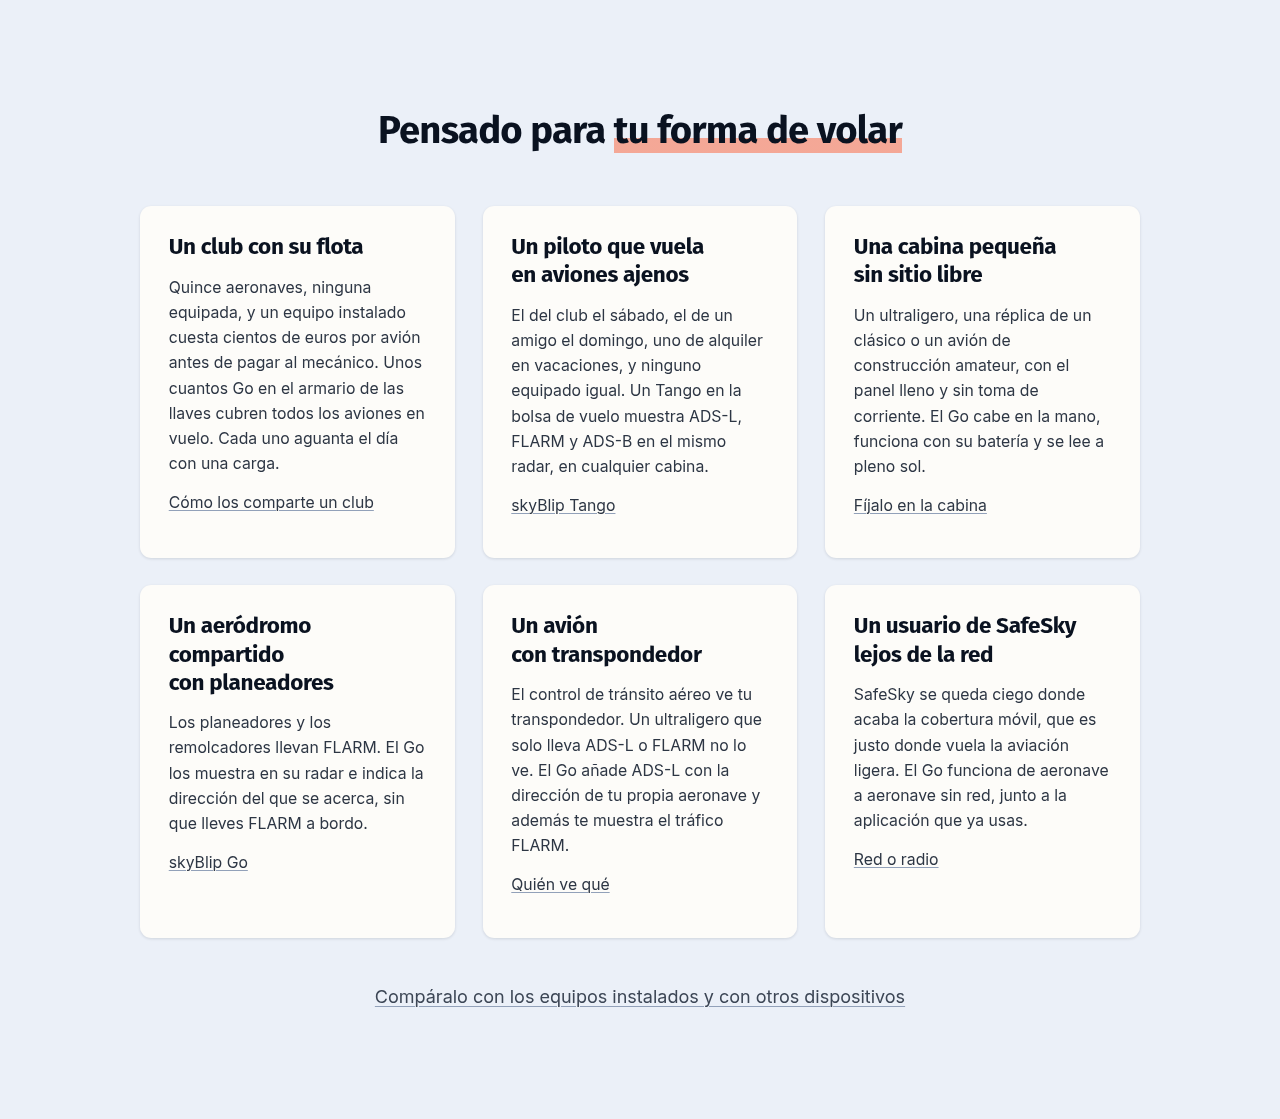 Pensado para tu forma de volar
Un club con su flota
Quince aeronaves, ninguna
equipada, y un equipo instalado
cuesta cientos de euros por avión
antes de pagar al mecánico. Unos
cuantos Go en el armario de las
llaves cubren todos los aviones en
vuelo. Cada uno aguanta el día
con una carga.
Cómo los comparte un club
Un piloto que vuela
en aviones ajenos
El del club el sábado, el de un
amigo el domingo, uno de alquiler
en vacaciones, y ninguno
equipado igual. Un Tango en la
bolsa de vuelo muestra ADS-L,
FLARM y ADS-B en el mismo
radar, en cualquier cabina.
skyBlip Tango
Una cabina pequeña
sin sitio libre
Un ultraligero, una réplica de un
clásico o un avión de
construcción amateur, con el
panel lleno y sin toma de
corriente. El Go cabe en la mano,
funciona con su batería y se lee a
pleno sol.
Fíjalo en la cabina
Un aeródromo
compartido
con planeadores
Los planeadores y los
remolcadores llevan FLARM. El Go
los muestra en su radar e indica la
dirección del que se acerca, sin
que lleves FLARM a bordo.
skyBlip Go
Un avión
con transpondedor
El control de tránsito aéreo ve tu
transpondedor. Un ultraligero que
solo lleva ADS-L o FLARM no lo
ve. El Go añade ADS-L con la
dirección de tu propia aeronave y
además te muestra el tráfico
FLARM.
Quién ve qué
Un usuario de SafeSky
lejos de la red
SafeSky se queda ciego donde
acaba la cobertura móvil, que es
justo donde vuela la aviación
ligera. El Go funciona de aeronave
a aeronave sin red, junto a la
aplicación que ya usas.
Red o radio
Compáralo con los equipos instalados y con otros dispositivos